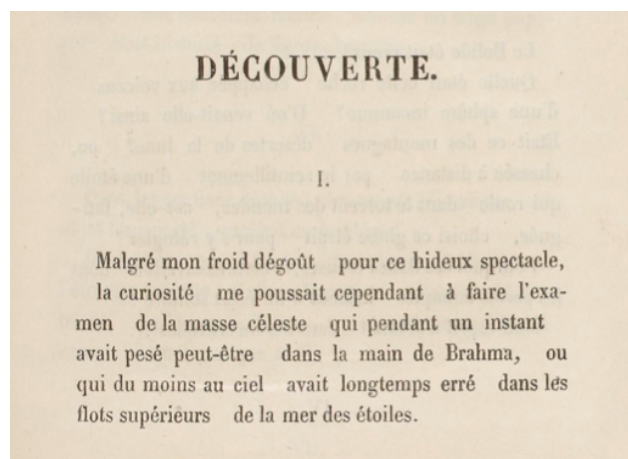 DÉCOUVERTE.
I.
Malgré mon froid dégoût pour ce hideux spectacle,
la curiosité me poussait cependant à faire l'exa-
men de la masse céleste qui pendant un instant
avait pesé peut-être dans la main de Brahma, ou
qui du moins au ciel avait longtemps erré dans les
flots supérieurs de la mer des étoiles.